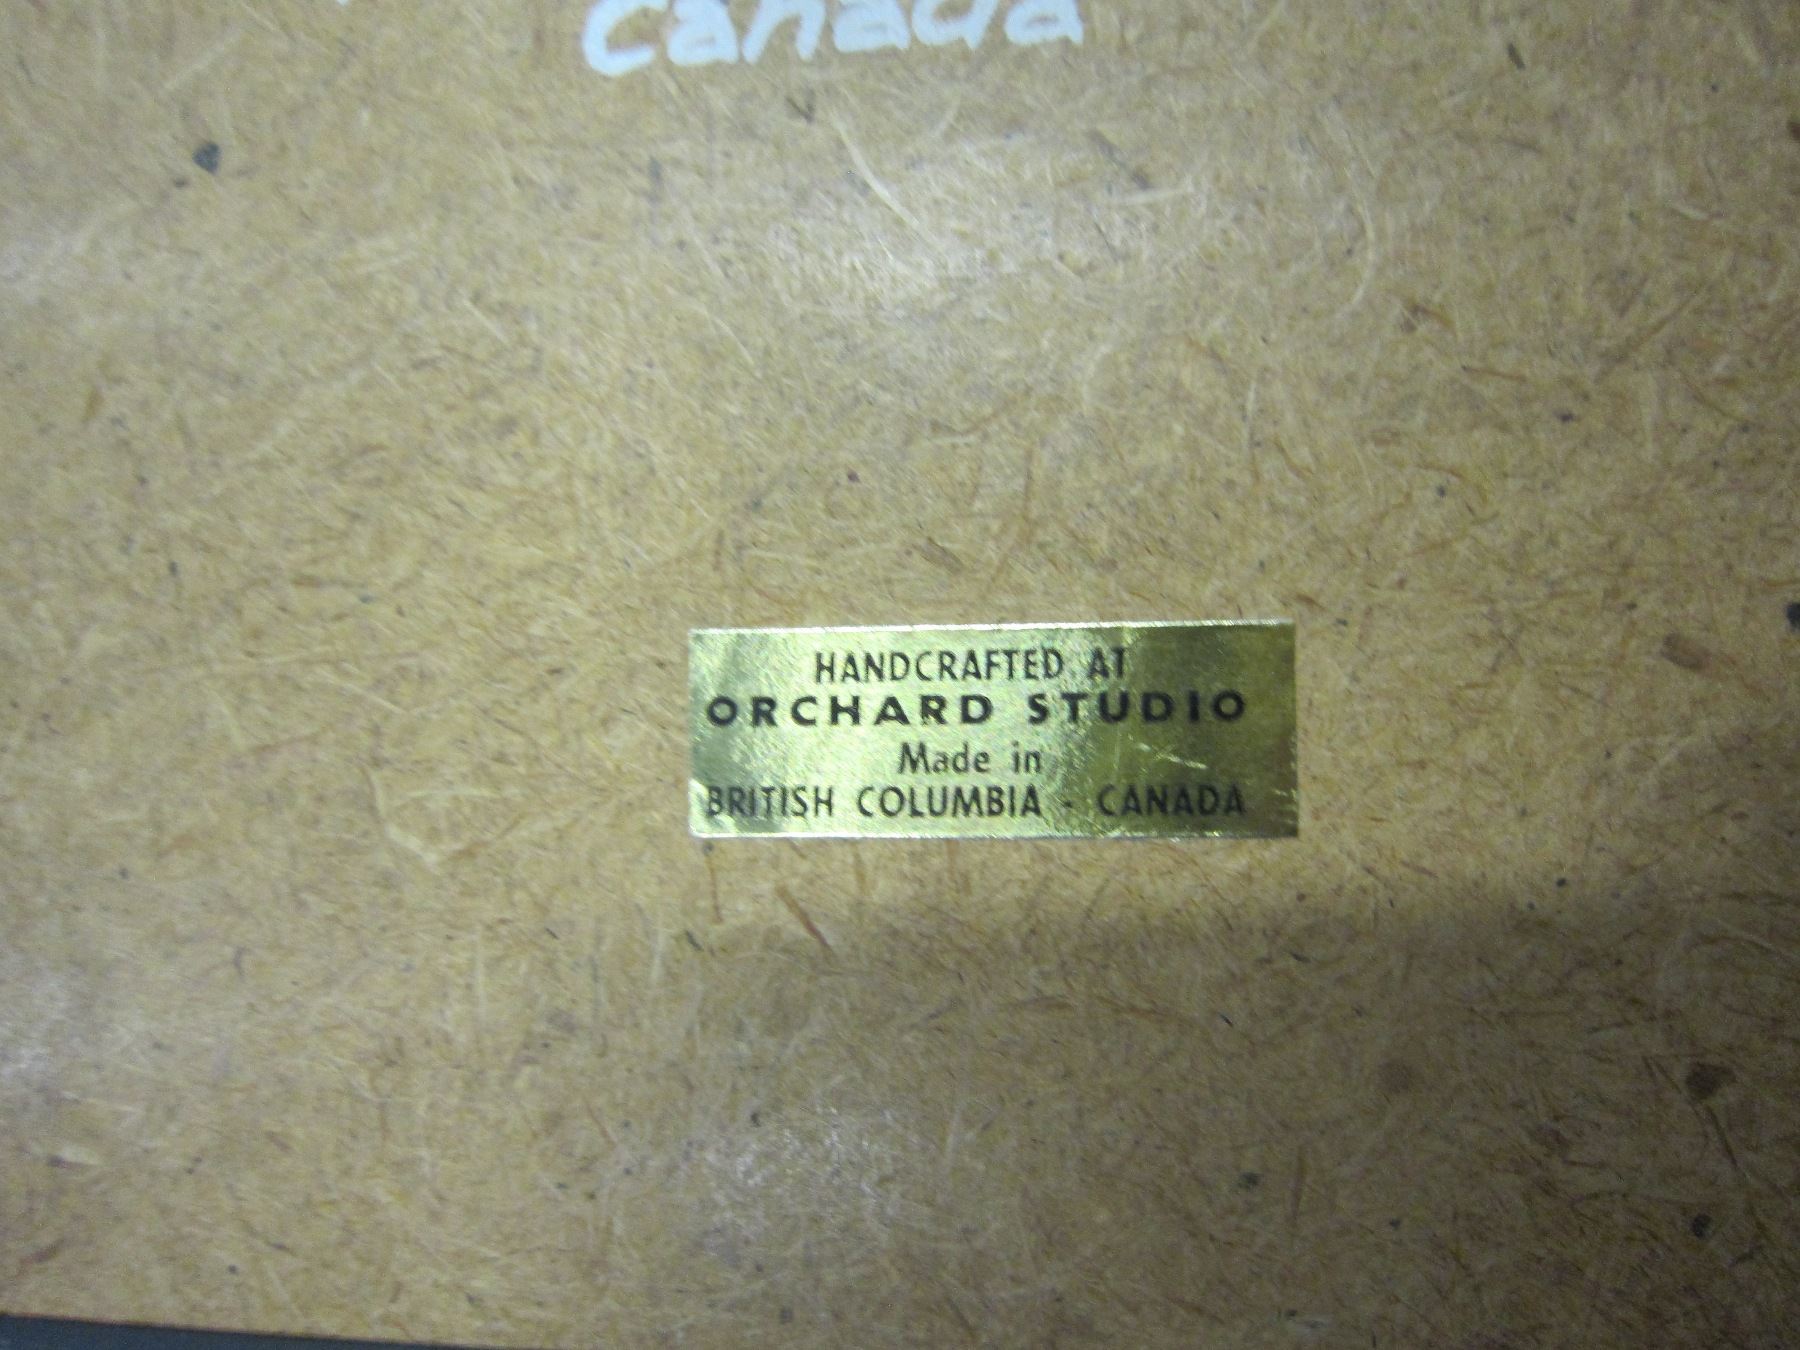 Canada
HANDCRAFTED AT
ORCHARD STUDIO
Made in
BRITISH COLUMBIA - CANADA